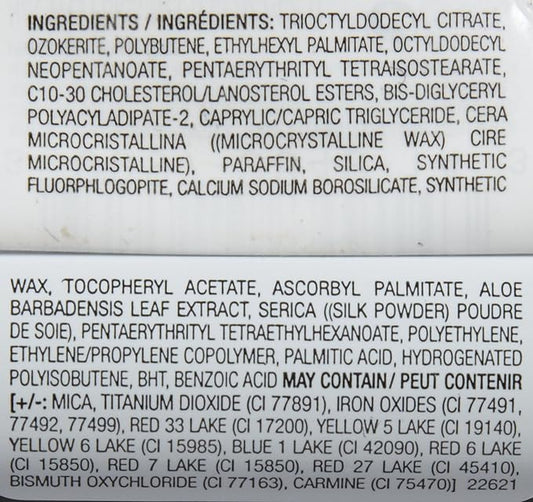 INGREDIENTS / INGRÉDIENTS: TRIOCTYLDODECYL CITRATE,
OZOKERITE, POLYBUTENE, ETHYLHEXYL PALMITATE, OCTYLDODECYL
NEOPENTANOATE, PENTAERYTHRITYL TETRAISOSTEARATE,
C10-30 CHOLESTEROL/LANOSTEROL ESTERS, BIS-DIGLYCERYL
POLYACYLADIPATE-2, CAPRYLIC/CAPRIC TRIGLYCERIDE, CERA
MICROCRISTALLINA ((MICROCRYSTALLINE WAX) CIRE
MICROCRISTALLINE), PARAFFIN, SILICA, SYNTHETIC
FLUORPHLOGOPITE, CALCIUM SODIUM BOROSILICATE, SYNTHETIC
WAX, TOCOPHERYL ACETATE, ASCORBYL PALMITATE, ALOE
BARBADENSIS LEAF EXTRACT, SERICA ((SILK POWDER) POUDRE
DE SOIE), PENTAERYTHRITYL TETRAETHYLHEXANOATE, POLYETHYLENE,
ETHYLENE/PROPYLENE COPOLYMER, PALMITIC ACID, HYDROGENATED
POLYISOBUTENE, BHT, BENZOIC ACID MAY CONTAIN/ PEUT CONTENIR
[+/-: MICA, TITANIUM DIOXIDE (CI 77891), IRON OXIDES (CI 77491,
77492, 77499), RED 33 LAKE (CI 17200), YELLOW 5 LAKE (CI 19140),
YELLOW 6 LAKE (CI 15985), BLUE 1 LAKE (CI 42090), RED 6 LAKE
(CI 15850), RED 7 LAKE (CI 15850), RED 27 LAKE (CI 45410),
BISMUTH OXYCHLORIDE (CI 77163), CARMINE (CI 75470)] 22621